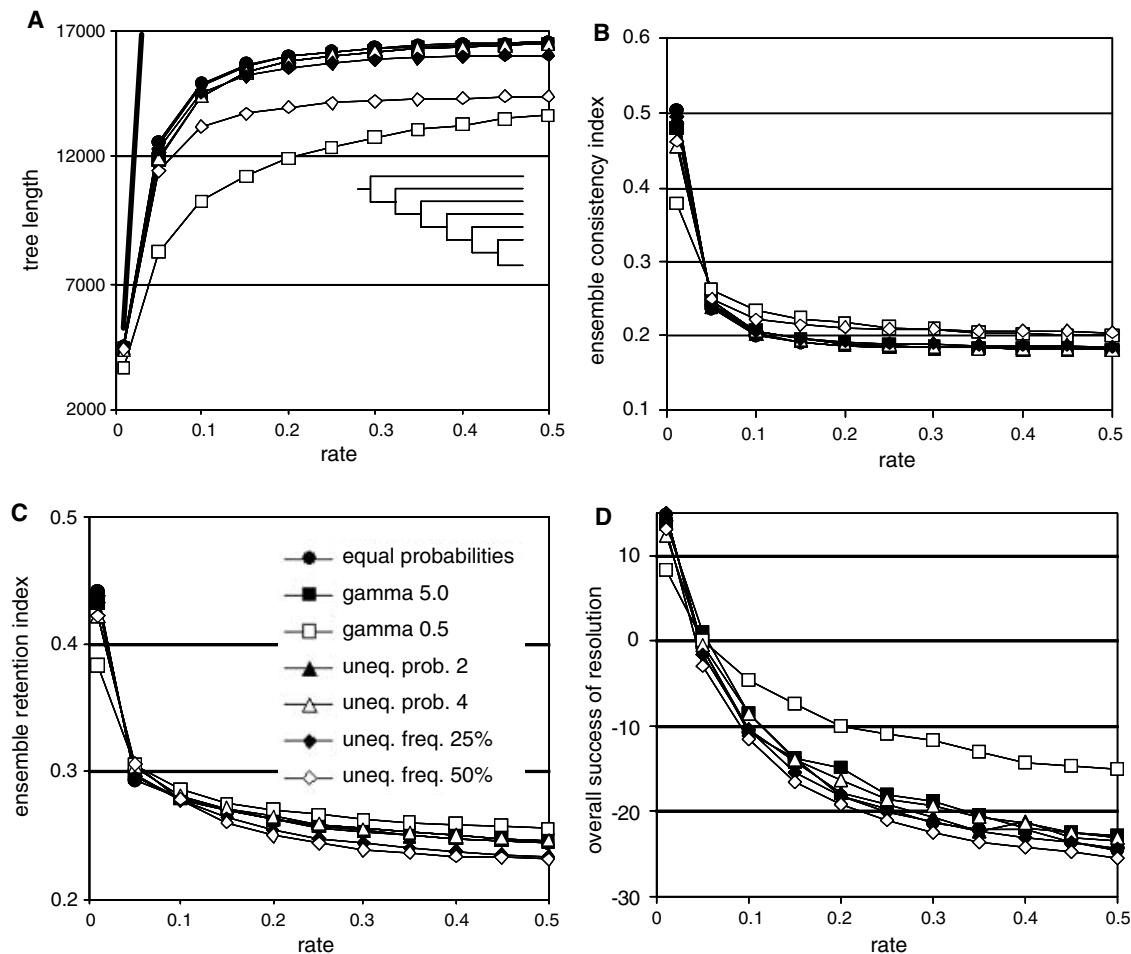 A
17000
12000
7000
2000
tree length
0 0.1 0.2 0.3 0.4 0.5
rate
B
0.6
0.5
0.4
0.3
0.2
0.1
ensemble consistency index
0 0.1 0.2 0.3 0.4 0.5
rate
C
0.5
0.4
0.3
0.2
ensemble retention index
equal probabilities
gamma 5.0
gamma 0.5
uneq. prob. 2
uneq. prob. 4
uneq. freq. 25%
uneq. freq. 50%
0 0.1 0.2 0.3 0.4 0.5
rate
D
10
0
-10
-20
-30
overall success of resolution
0 0.1 0.2 0.3 0.4 0.5
rate